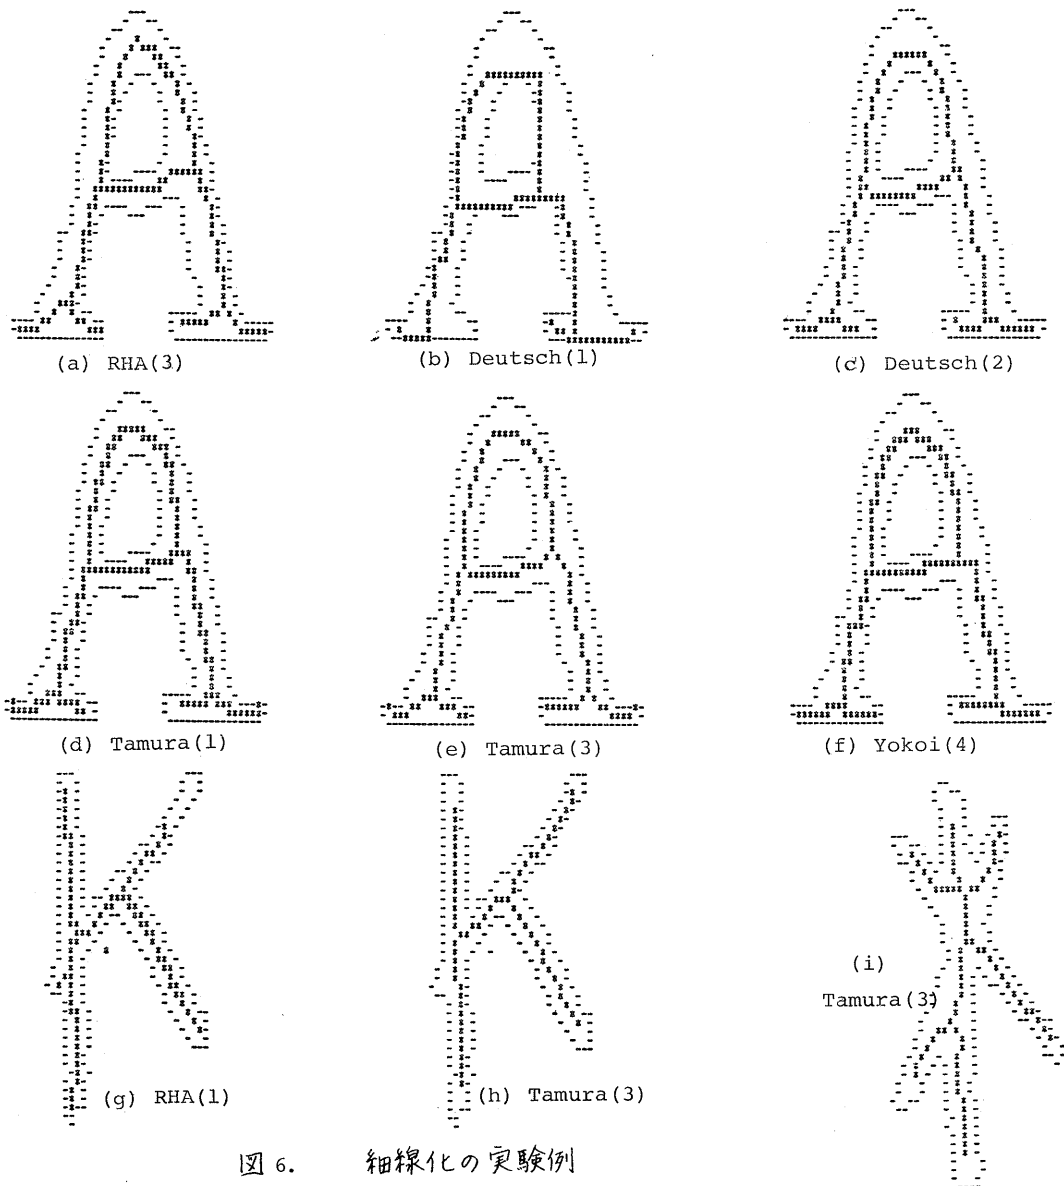 (a) RHA(3)
(b) Deutsch(1)
(c) Deutsch(2)
(d) Tamura(1)
(e) Tamura(3)
(f) Yokoi(4)
(g) RHA(1)
(h) Tamura(3)
(i)
Tamura(3)
図 6. 細線化の実験例